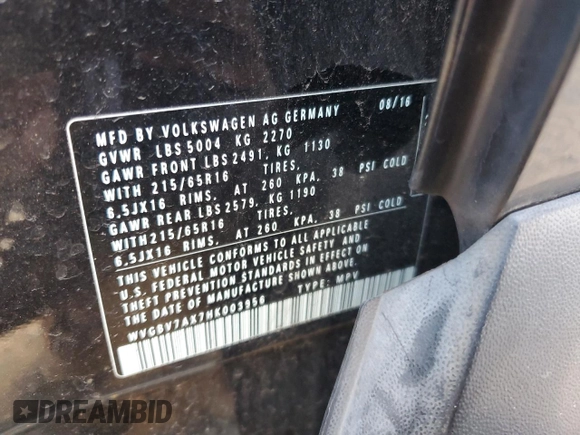 MFD BY VOLKSWAGEN AG GERMANY 08/16
GVWR LBS 5004 KG 2270
GAWR FRONT LBS 2491, KG 1130
WITH 215/65R16 TIRES,
6,5JX16 RIMS, AT 260 KPA, 38 PSI COLD
GAWR REAR LBS 2579, KG 1190
WITH 215/65R16 TIRES,
6,5JX16 RIMS, AT 260 KPA, 38 PSI COLD
THIS VEHICLE CONFORMS TO ALL APPLICABLE
U.S. FEDERAL MOTOR VEHICLE SAFETY AND
THEFT PREVENTION STANDARDS IN EFFECT ON
THE DATE OF MANUFACTURE SHOWN ABOVE.
WVGBV7AX7HK003956 TYPE: MPV
DREAMBID